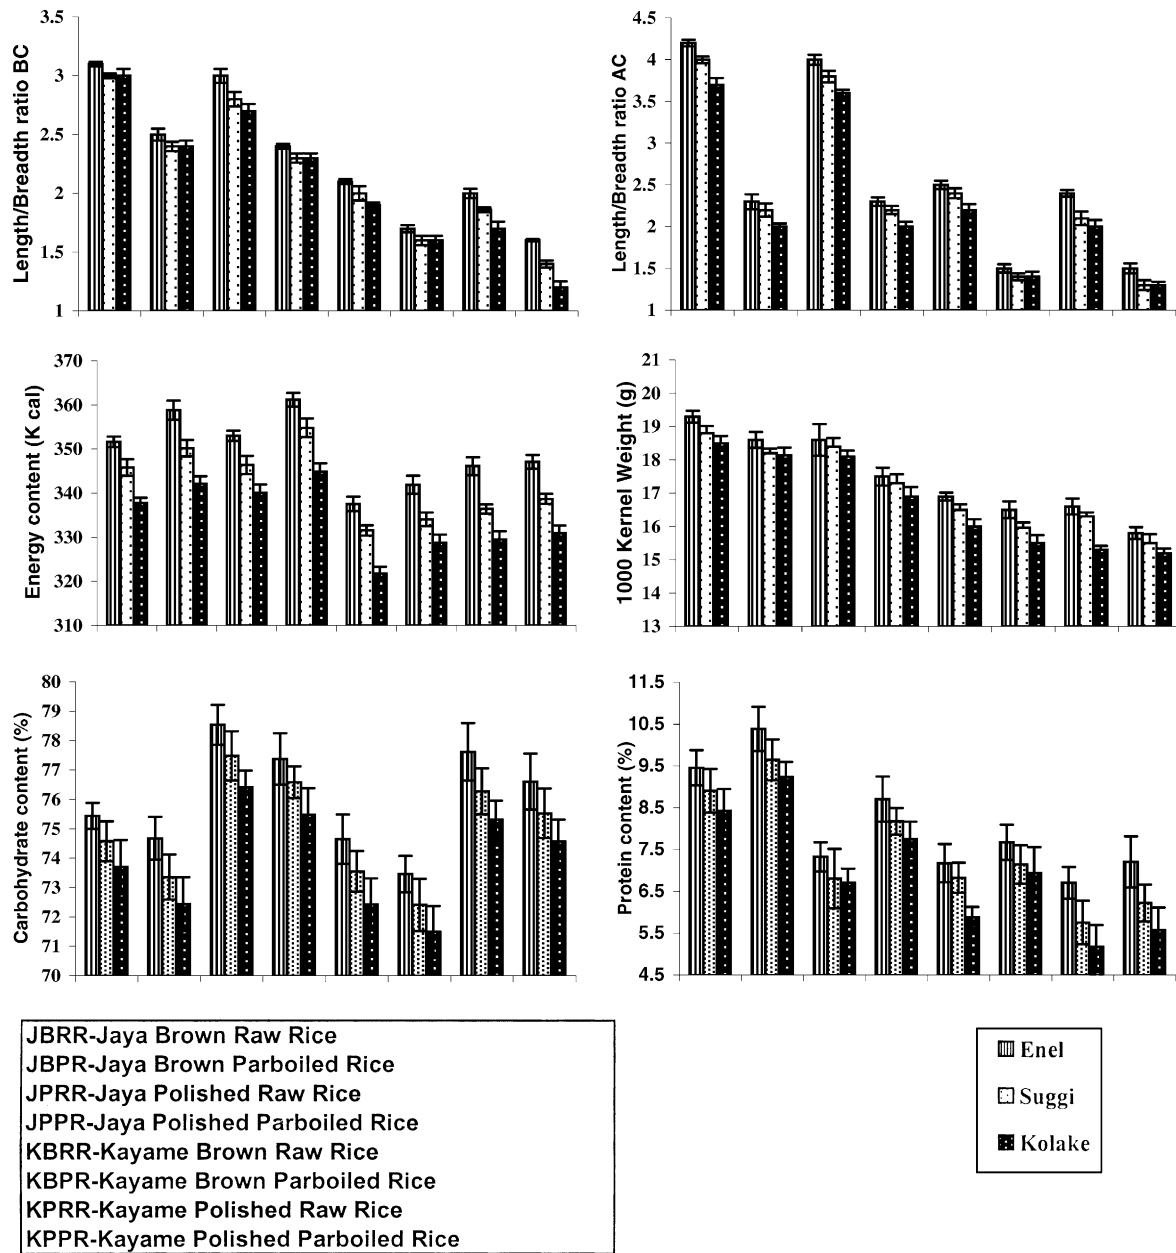 Length/Breadth ratio BC
3.5
3
2.5
2
1.5
1
Length/Breadth ratio AC
4.5
4
3.5
3
2.5
2
1.5
1
Energy content (K cal)
370
360
350
340
330
320
310
1000 Kernel Weight (g)
21
20
19
18
17
16
15
14
13
Carbohydrate content (%)
80
79
78
77
76
75
74
73
72
71
70
Protein content (%)
11.5
10.5
9.5
8.5
7.5
6.5
5.5
4.5
JBRR-Jaya Brown Raw Rice
JBPR-Jaya Brown Parboiled Rice
JPRR-Jaya Polished Raw Rice
JPPR-Jaya Polished Parboiled Rice
KBRR-Kayame Brown Raw Rice
KBPR-Kayame Brown Parboiled Rice
KPRR-Kayame Polished Raw Rice
KPPR-Kayame Polished Parboiled Rice
Enel
Suggi
Kolake